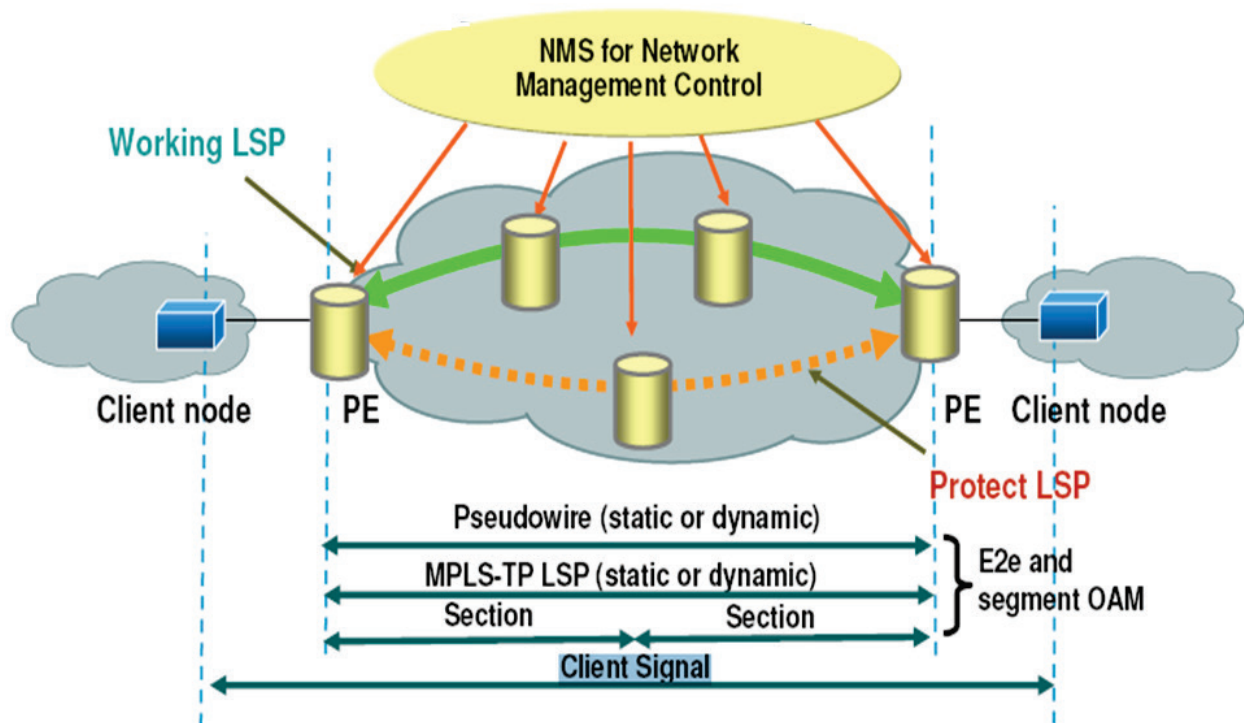 NMS for Network
Management Control
Working LSP
Client node
PE
PE
Client node
Protect LSP
Pseudowire (static or dynamic)
MPLS-TP LSP (static or dynamic)
Section
Section
E2e and
segment OAM
Client Signal